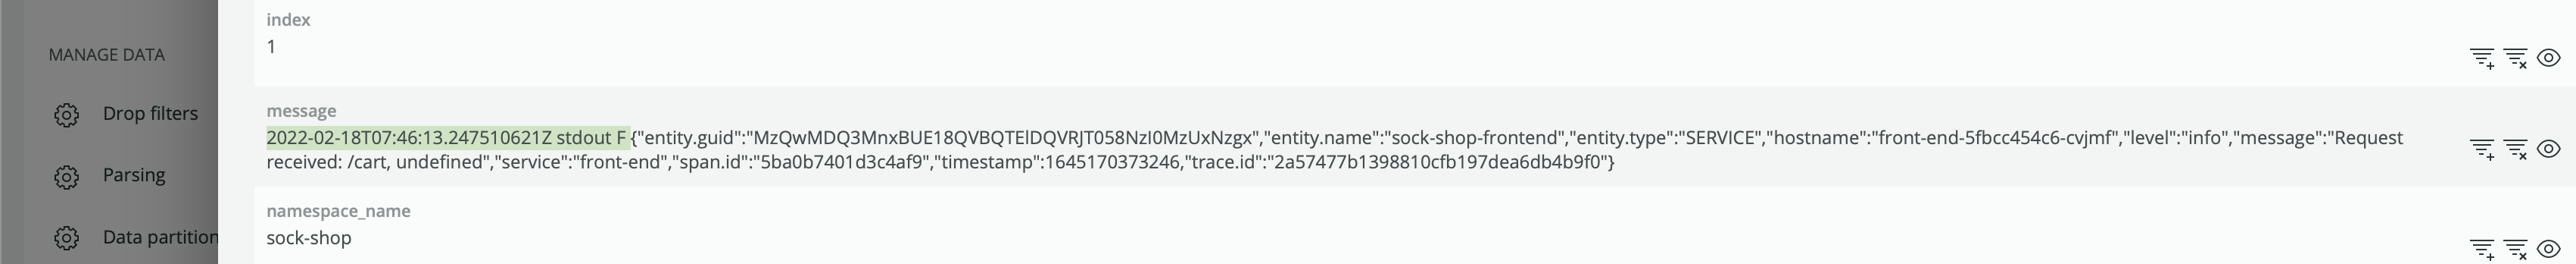 MANAGE DATA
Drop filters
Parsing
Data partition
index
1
message
2022-02-18T07:46:13.247510621Z stdout F {"entity.guid":"MzQwMDQ3MnxBUE18QVBQTElDQVRJT058NzI0MzUxNzgx","entity.name":"sock-shop-frontend","entity.type":"SERVICE","hostname":"front-end-5fbcc454c6-cvjmf","level":"info","message":"Request
received: /cart, undefined","service":"front-end","span.id":"5ba0b7401d3c4af9","timestamp":1645170373246,"trace.id":"2a57477b1398810cfb197dea6db4b9f0"}
namespace_name
sock-shop